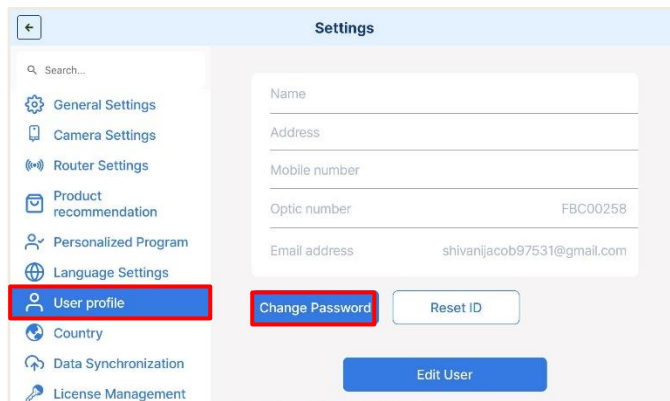 Settings
Search...
General Settings
Camera Settings
Router Settings
Product
recommendation
Personalized Program
Language Settings
User profile
Country
Data Synchronization
License Management
Name
Address
Mobile number
Optic number FBC00258
Email address shivanijacob97531@gmail.com
Change Password Reset ID
Edit User